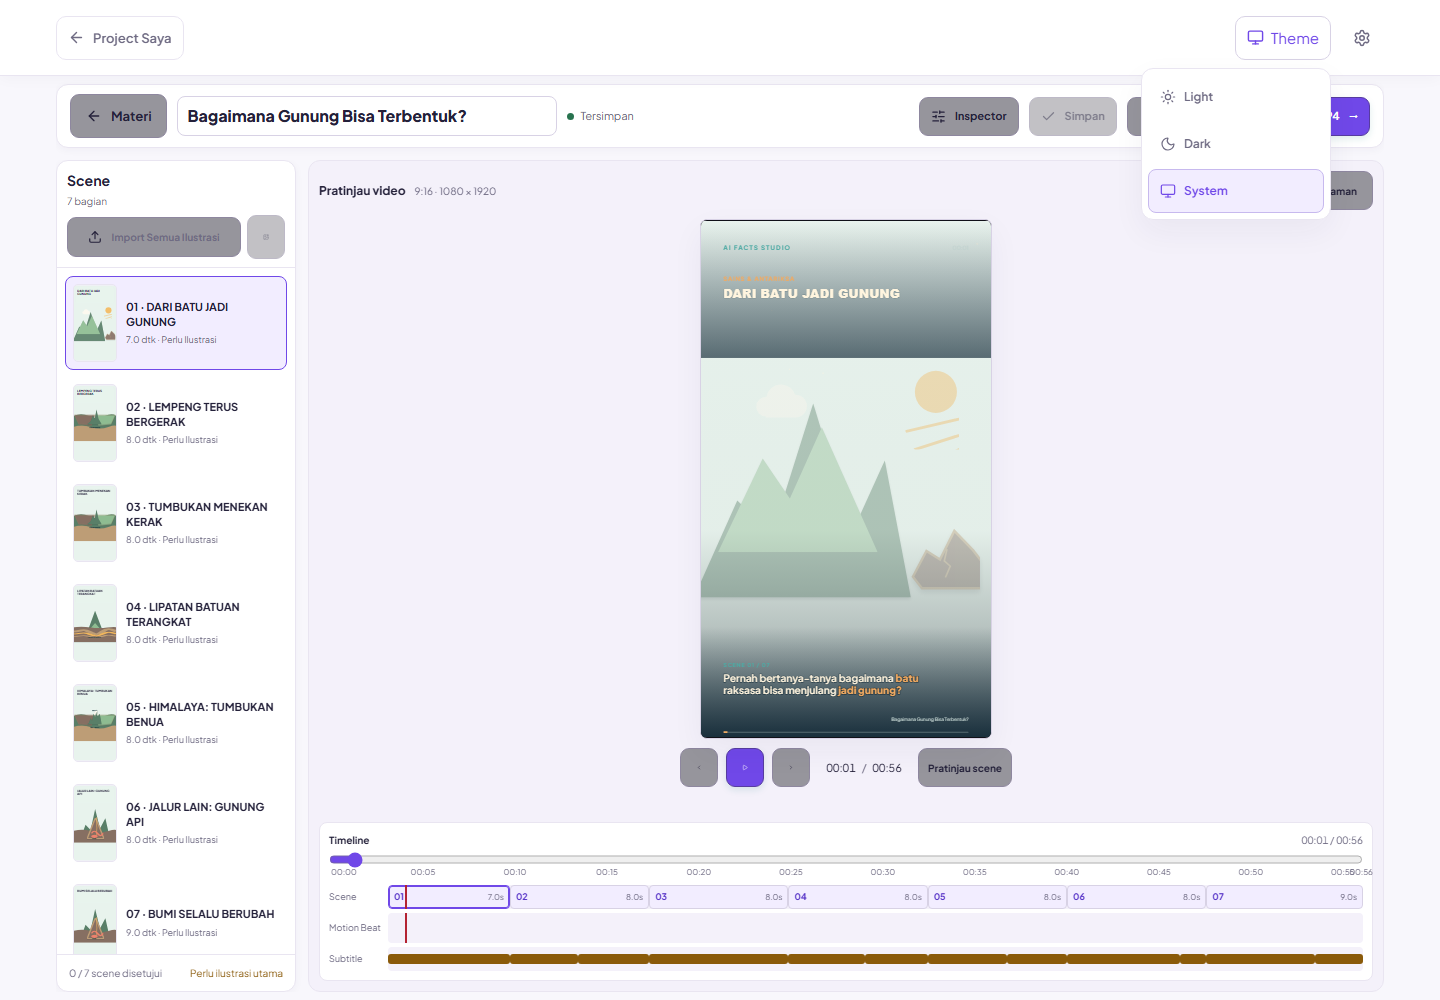 Project Saya
Theme
Light
Dark
System
Materi
Bagaimana Gunung Bisa Terbentuk?
Tersimpan
Inspector
Simpan
Scene
7 bagian
Import Semua Ilustrasi
01 · DARI BATU JADI
GUNUNG
7.0 dtk · Perlu Ilustrasi
02 · LEMPENG TERUS
BERGERAK
8.0 dtk · Perlu Ilustrasi
03 · TUMBUKAN MENEKAN
KERAK
8.0 dtk · Perlu Ilustrasi
04 · LIPATAN BATUAN
TERANGKAT
8.0 dtk · Perlu Ilustrasi
05 · HIMALAYA: TUMBUKAN
BENUA
8.0 dtk · Perlu Ilustrasi
06 · JALUR LAIN: GUNUNG
API
8.0 dtk · Perlu Ilustrasi
07 · BUMI SELALU BERUBAH
9.0 dtk · Perlu Ilustrasi
0 / 7 scene disetujui
Perlu ilustrasi utama
Pratinjau video
9:16 · 1080 × 1920
AI FACTS STUDIO
DARI BATU JADI GUNUNG
Pernah bertanya-tanya bagaimana batu
raksasa bisa menjulang jadi gunung?
Bagaimana Gunung Bisa Terbentuk?
00:01 / 00:56
Pratinjau scene
Timeline
00:01 / 00:56
00:00 00:05 00:10 00:15 00:20 00:25 00:30 00:35 00:40 00:45 00:50 00:55 00:56
Scene
01 7.0s 02 8.0s 03 8.0s 04 8.0s 05 8.0s 06 8.0s 07 9.0s
Motion Beat
Subtitle